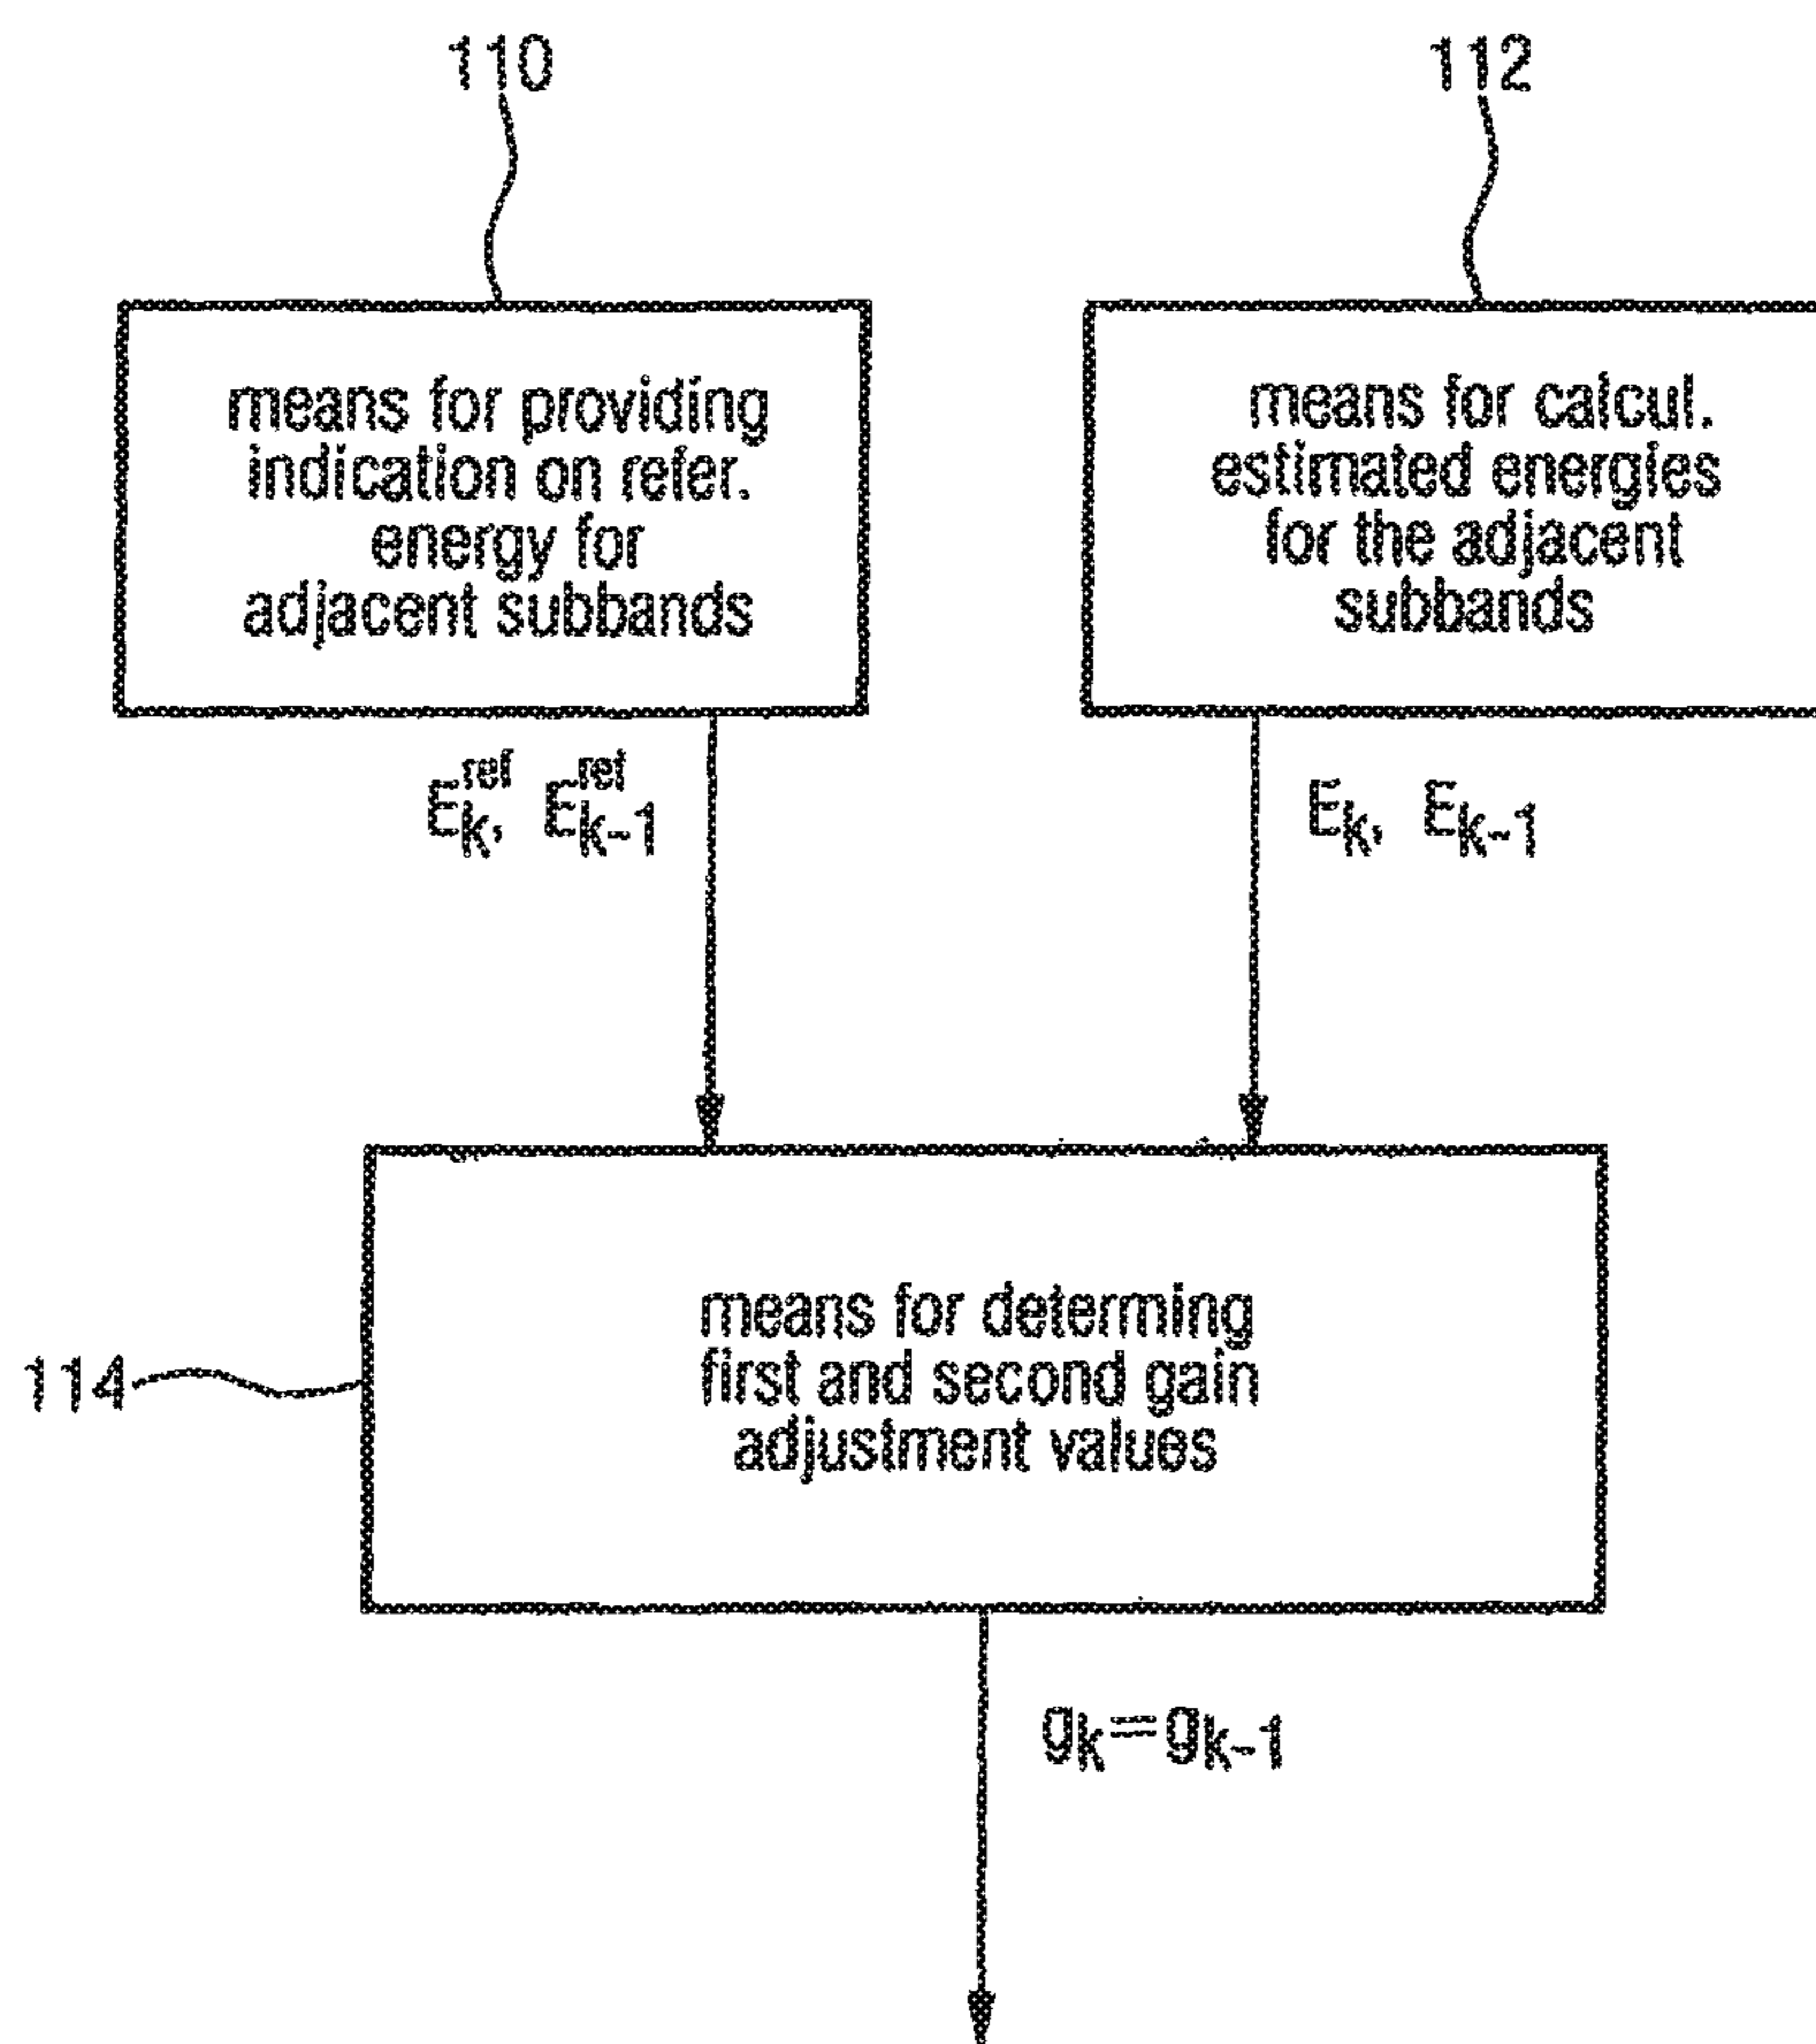 110
112
means for providing
indication on refer.
energy for
adjacent subbands
means for calcul.
estimated energies
for the adjacent
subbands
E_k^ref, E_k-1^ref
E_k, E_k-1
114
means for determing
first and second gain
adjustment values
g_k=g_k-1